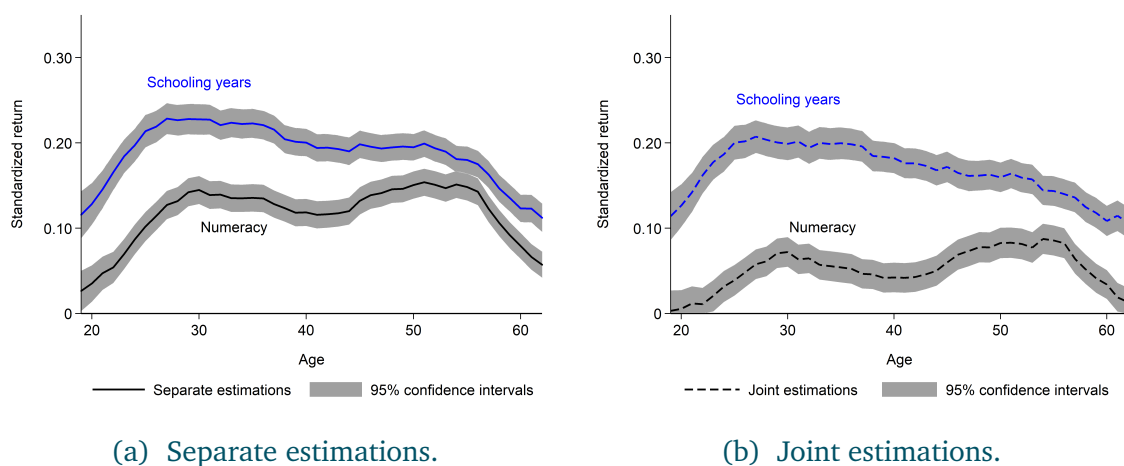 Standardized return
0.30
0.20
0.10
0
Schooling years
Numeracy
20 30 40 50 60
Age
Separate estimations 95% confidence intervals
(a) Separate estimations.
Standardized return
0.30
0.20
0.10
0
Schooling years
Numeracy
20 30 40 50 60
Age
Joint estimations 95% confidence intervals
(b) Joint estimations.